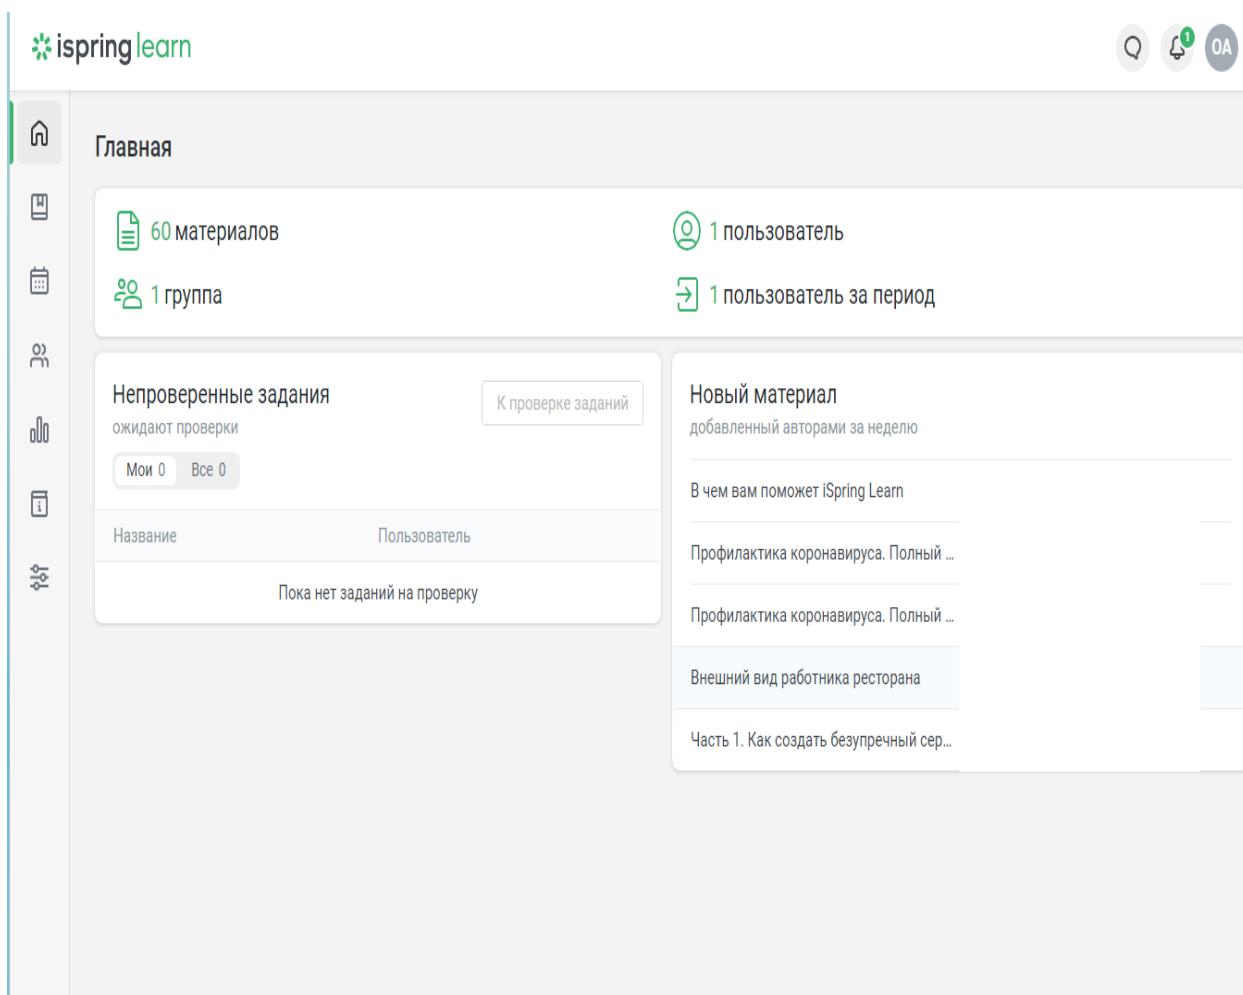 ispring learn
1
OA
Главная
60 материалов
1 пользователь
1 группа
1 пользователь за период
Непроверенные задания
К проверке заданий
ожидают проверки
Мои 0 Все 0
Название Пользователь
Пока нет заданий на проверку
Новый материал
добавленный авторами за неделю
В чем вам поможет iSpring Learn
Профилактика коронавируса. Полный ...
Профилактика коронавируса. Полный ...
Внешний вид работника ресторана
Часть 1. Как создать безупречный сер...